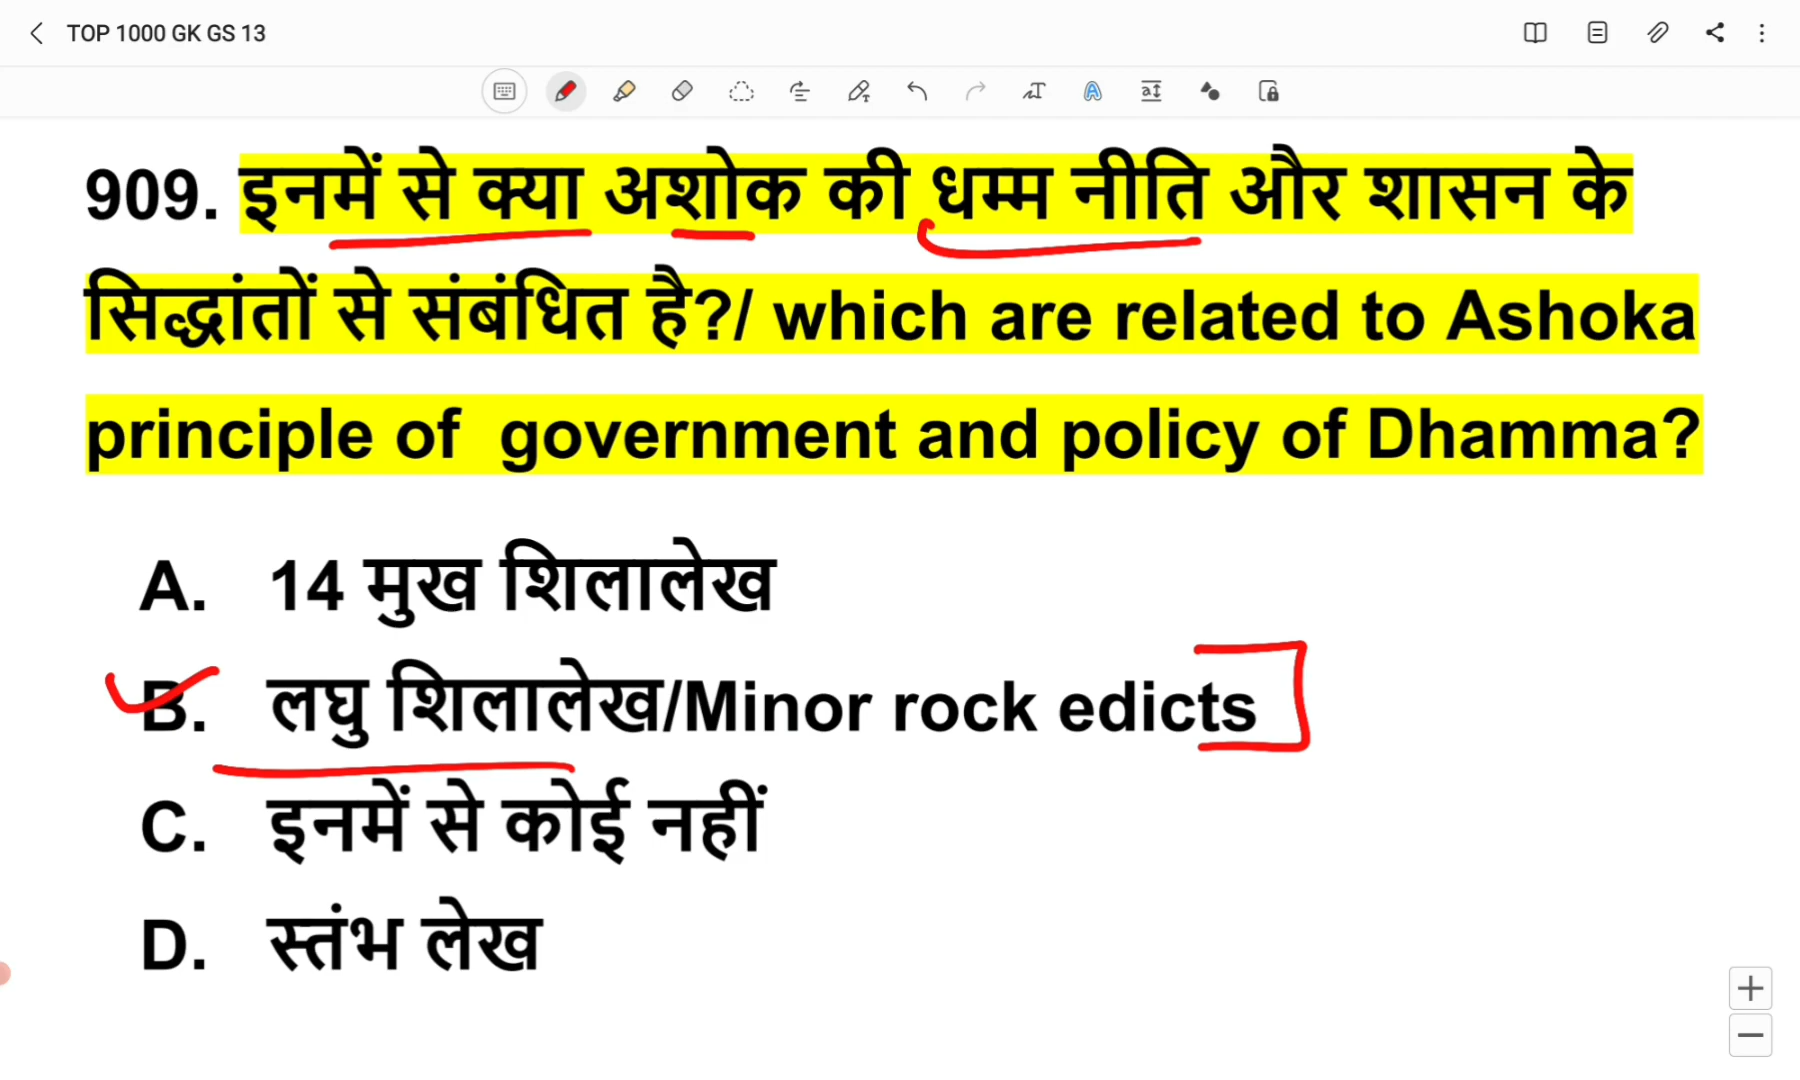 TOP 1000 GK GS 13
909. इनमें से क्या अशोक की धम्म नीति और शासन के
सिद्धांतों से संबंधित है?/ which are related to Ashoka
principle of government and policy of Dhamma?
A. 14 मुख शिलालेख
B. लघु शिलालेख/Minor rock edicts
C. इनमें से कोई नहीं
D. स्तंभ लेख